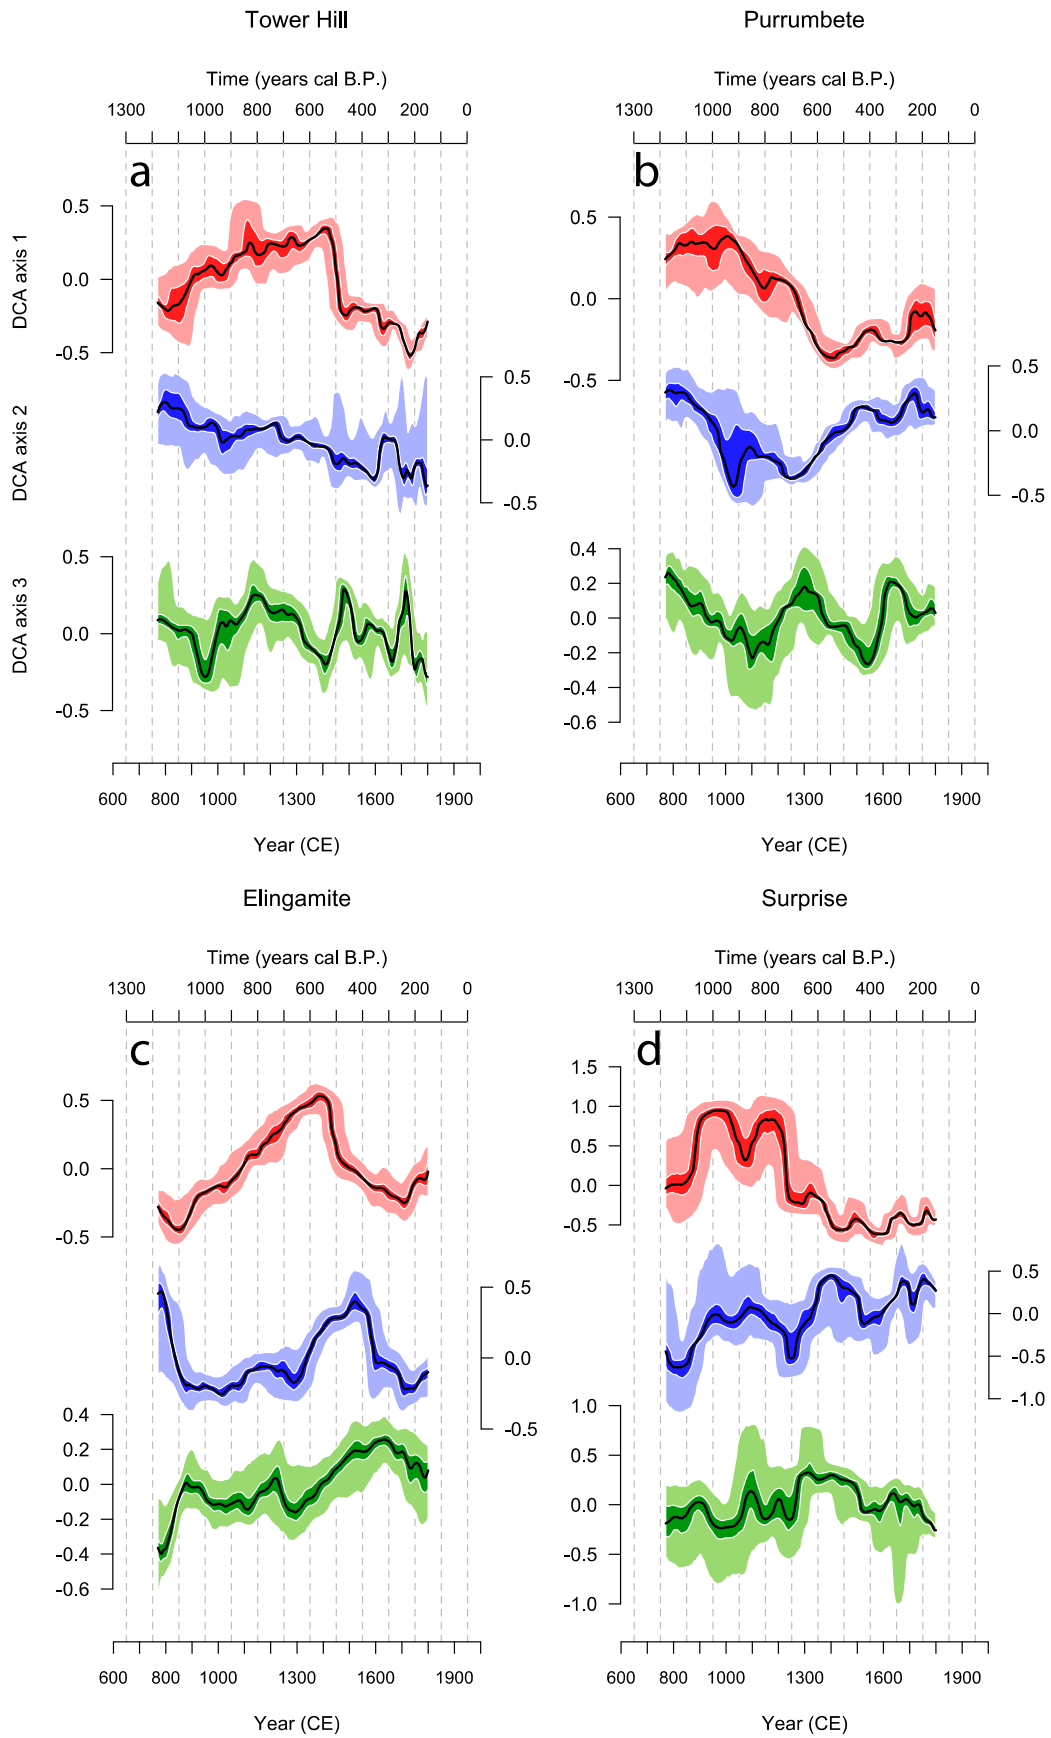 Tower Hill
Time (years cal B.P.)
1300 1000 800 600 400 200 0
a
DCA axis 1
0.5
0.0
-0.5
DCA axis 2
0.5
0.0
-0.5
DCA axis 3
0.5
0.0
-0.5
600 800 1000 1300 1600 1900
Year (CE)
Purrumbete
Time (years cal B.P.)
1300 1000 800 600 400 200 0
b
0.5
0.0
-0.5
0.5
0.0
-0.5
0.4
0.2
0.0
-0.2
-0.4
-0.6
600 800 1000 1300 1600 1900
Year (CE)
Elingamite
Time (years cal B.P.)
1300 1000 800 600 400 200 0
c
0.5
0.0
-0.5
0.5
0.0
-0.5
0.4
0.2
0.0
-0.2
-0.4
-0.6
600 800 1000 1300 1600 1900
Year (CE)
Surprise
Time (years cal B.P.)
1300 1000 800 600 400 200 0
d
1.5
1.0
0.5
0.0
-0.5
0.5
0.0
-0.5
-1.0
1.0
0.5
0.0
-0.5
-1.0
600 800 1000 1300 1600 1900
Year (CE)